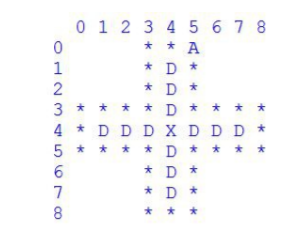 0 1 2 3 4 5 6 7 8
0 * * A
1 * D *
2 * D *
3 * * * * D * * * *
4 * D D D X D D D *
5 * * * * D * * * *
6 * D *
7 * D *
8 * * *